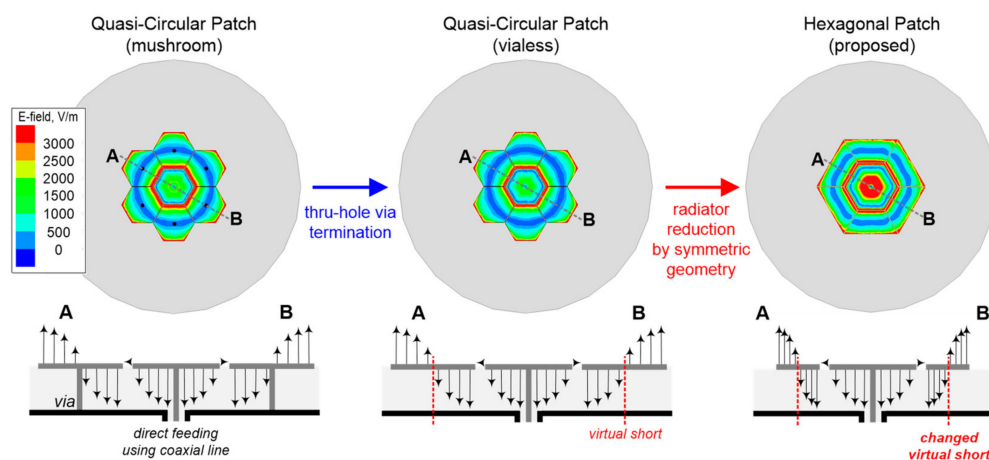 Quasi-Circular Patch
(mushroom)
Quasi-Circular Patch
(vialess)
Hexagonal Patch
(proposed)
E-field, V/m
3000
2500
2000
1500
1000
500
0
A
B
thru-hole via
termination
A
B
radiator
reduction
by symmetric
geometry
A
B
A
B
via
direct feeding
using coaxial line
A
B
virtual short
A
B
changed
virtual short